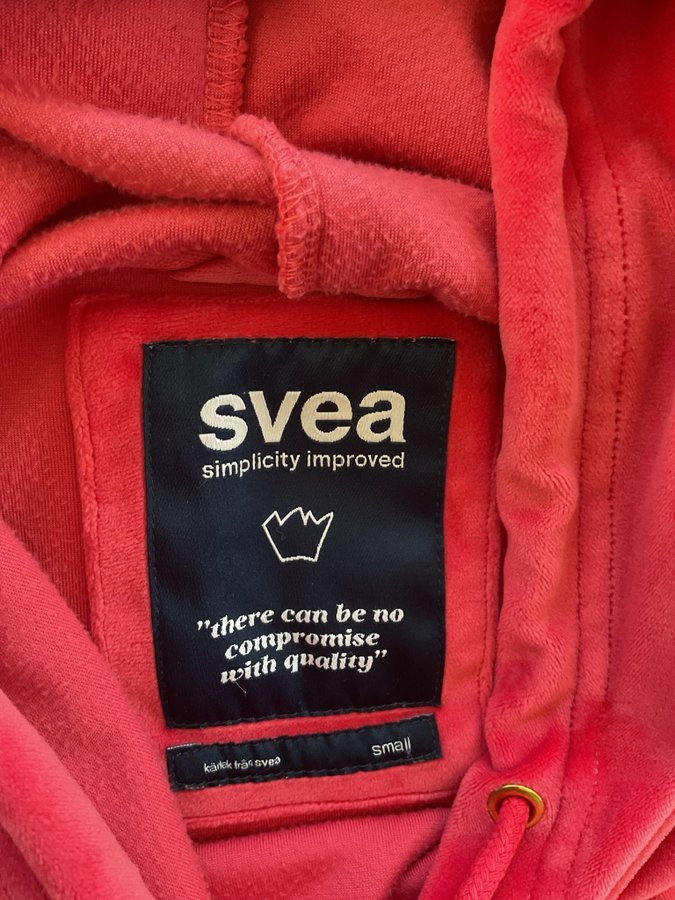 svea
simplicity improved
"there can be no
compromise
with quality"
kärlek från svea
small